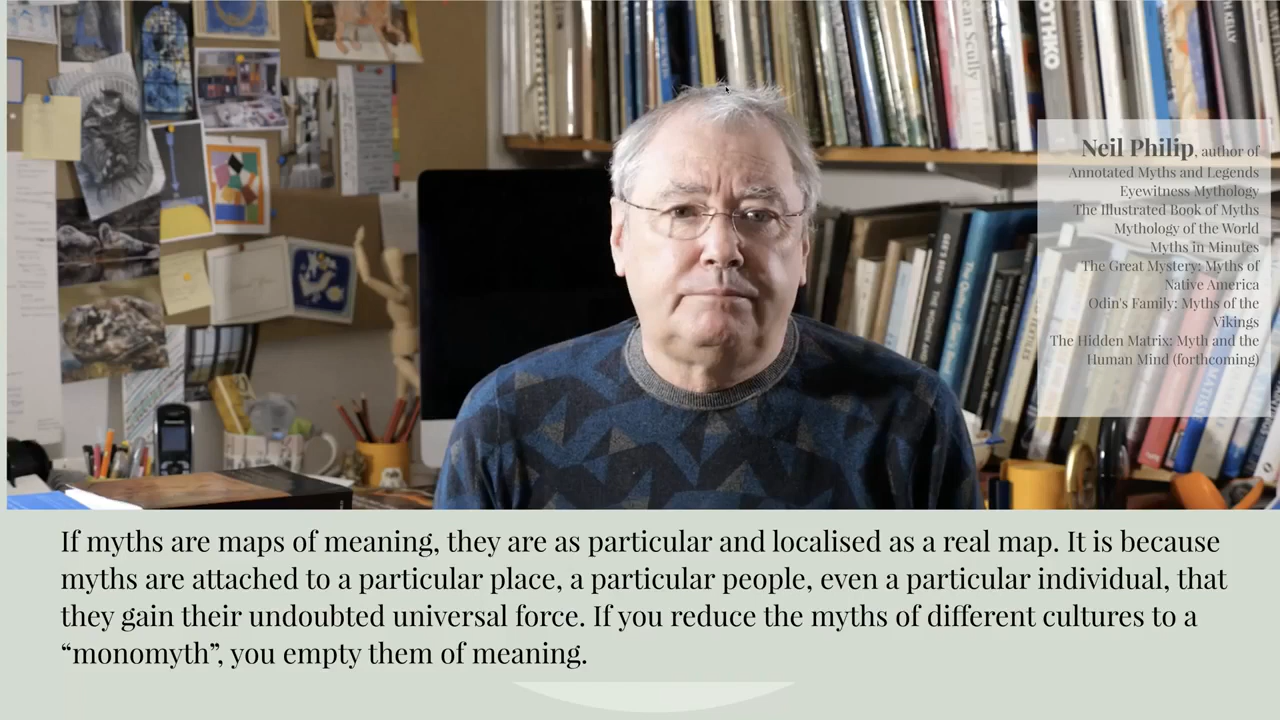 ean Scully
OTHKO
KELLY
Neil Philip, author of
Annotated Myths and Legends
Eyewitness Mythology
The Illustrated Book of Myths
Mythology of the World
Myths in Minutes
The Great Mystery: Myths of
Native America
Odin's Family: Myths of the
Vikings
The Hidden Matrix: Myth and the
Human Mind (forthcoming)
If myths are maps of meaning, they are as particular and localised as a real map. It is because
myths are attached to a particular place, a particular people, even a particular individual, that
they gain their undoubted universal force. If you reduce the myths of different cultures to a
“monomyth”, you empty them of meaning.